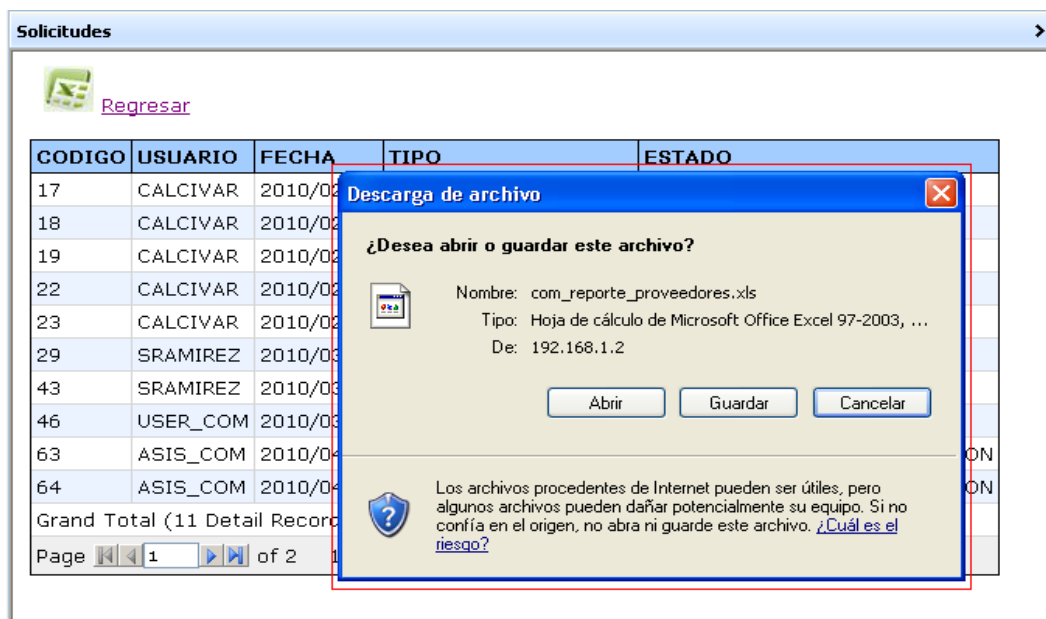 Solicitudes
Regresar
CODIGO USUARIO FECHA TIPO ESTADO
17 CALCIVAR 2010/02
18 CALCIVAR 2010/02
19 CALCIVAR 2010/02
22 CALCIVAR 2010/02
23 CALCIVAR 2010/02
29 SRAMIREZ 2010/03
43 SRAMIREZ 2010/03
46 USER_COM 2010/03
63 ASIS_COM 2010/04 ON
64 ASIS_COM 2010/04 ON
Grand Total (11 Detail Record
Page 1 of 2 1
Descarga de archivo
¿Desea abrir o guardar este archivo?
Nombre: com_reporte_proveedores.xls
Tipo: Hoja de cálculo de Microsoft Office Excel 97-2003, ...
De: 192.168.1.2
Abrir Guardar Cancelar
Los archivos procedentes de Internet pueden ser útiles, pero
algunos archivos pueden dañar potencialmente su equipo. Si no
confía en el origen, no abra ni guarde este archivo. ¿Cuál es el
riesgo?